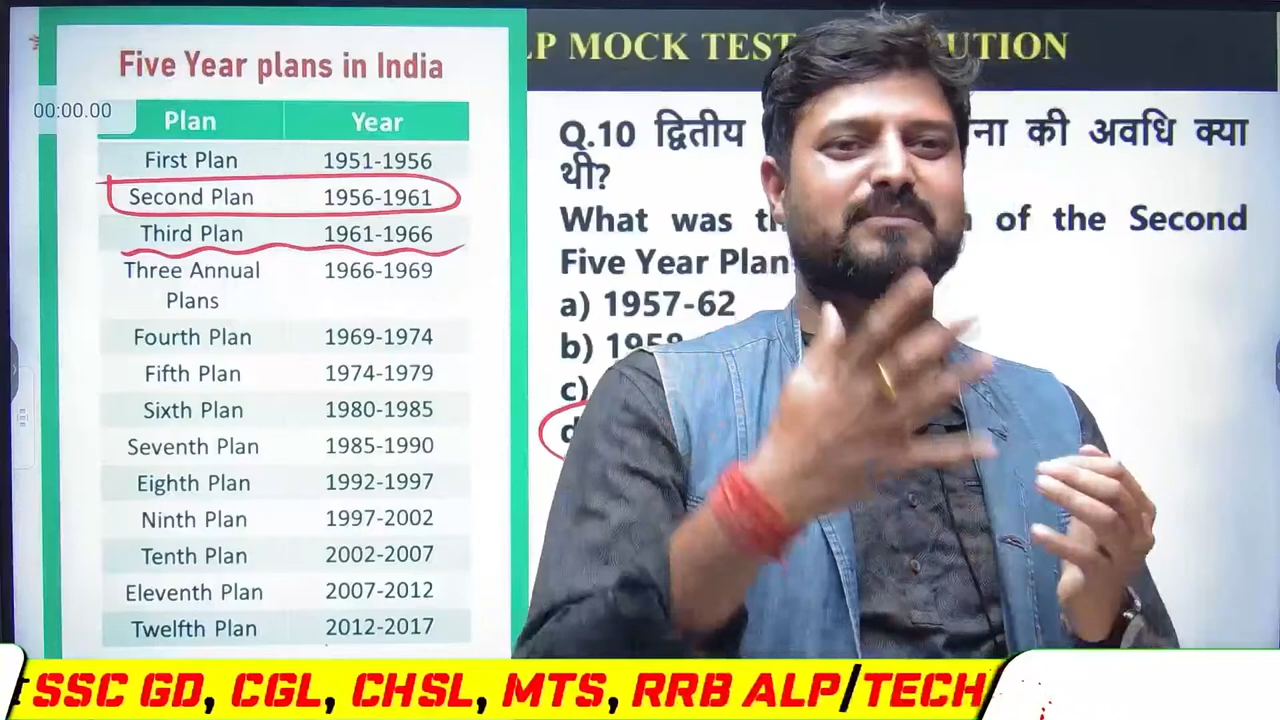 Five Year plans in India
00:00.00
Plan Year
First Plan 1951-1956
Second Plan 1956-1961
Third Plan 1961-1966
Three Annual Plans 1966-1969
Fourth Plan 1969-1974
Fifth Plan 1974-1979
Sixth Plan 1980-1985
Seventh Plan 1985-1990
Eighth Plan 1992-1997
Ninth Plan 1997-2002
Tenth Plan 2002-2007
Eleventh Plan 2007-2012
Twelfth Plan 2012-2017
LP MOCK TEST UTION
Q.10 द्वितीय ना की अवधि क्या
थी?
What was th of the Second
Five Year Plan
a) 1957-62
b) 1958
c)
d
SSC GD, CGL, CHSL, MTS, RRB ALP/TECH